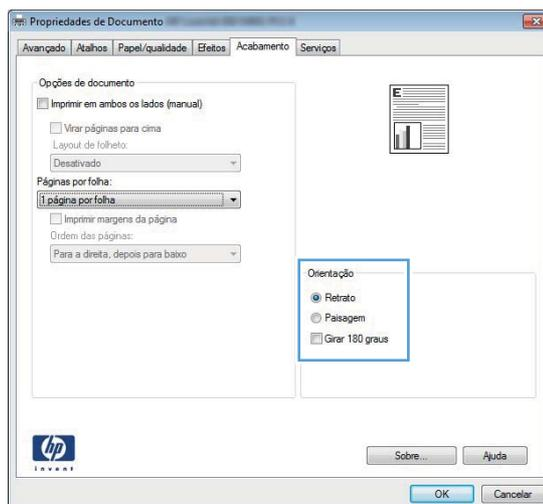 Propriedades de Documento
Avançado Atalhos Papel/qualidade Efeitos Acabamento Serviços
Opções de documento
Imprimir em ambos os lados (manual)
Virar páginas para cima
Layout de folheto:
Desativado
Páginas por folha:
1 página por folha
Imprimir margens da página
Ordem das páginas:
Para a direita, depois para baixo
E
Orientação
Retrato
Paisagem
Girar 180 graus
hp
invent
Sobre... Ajuda
OK Cancelar